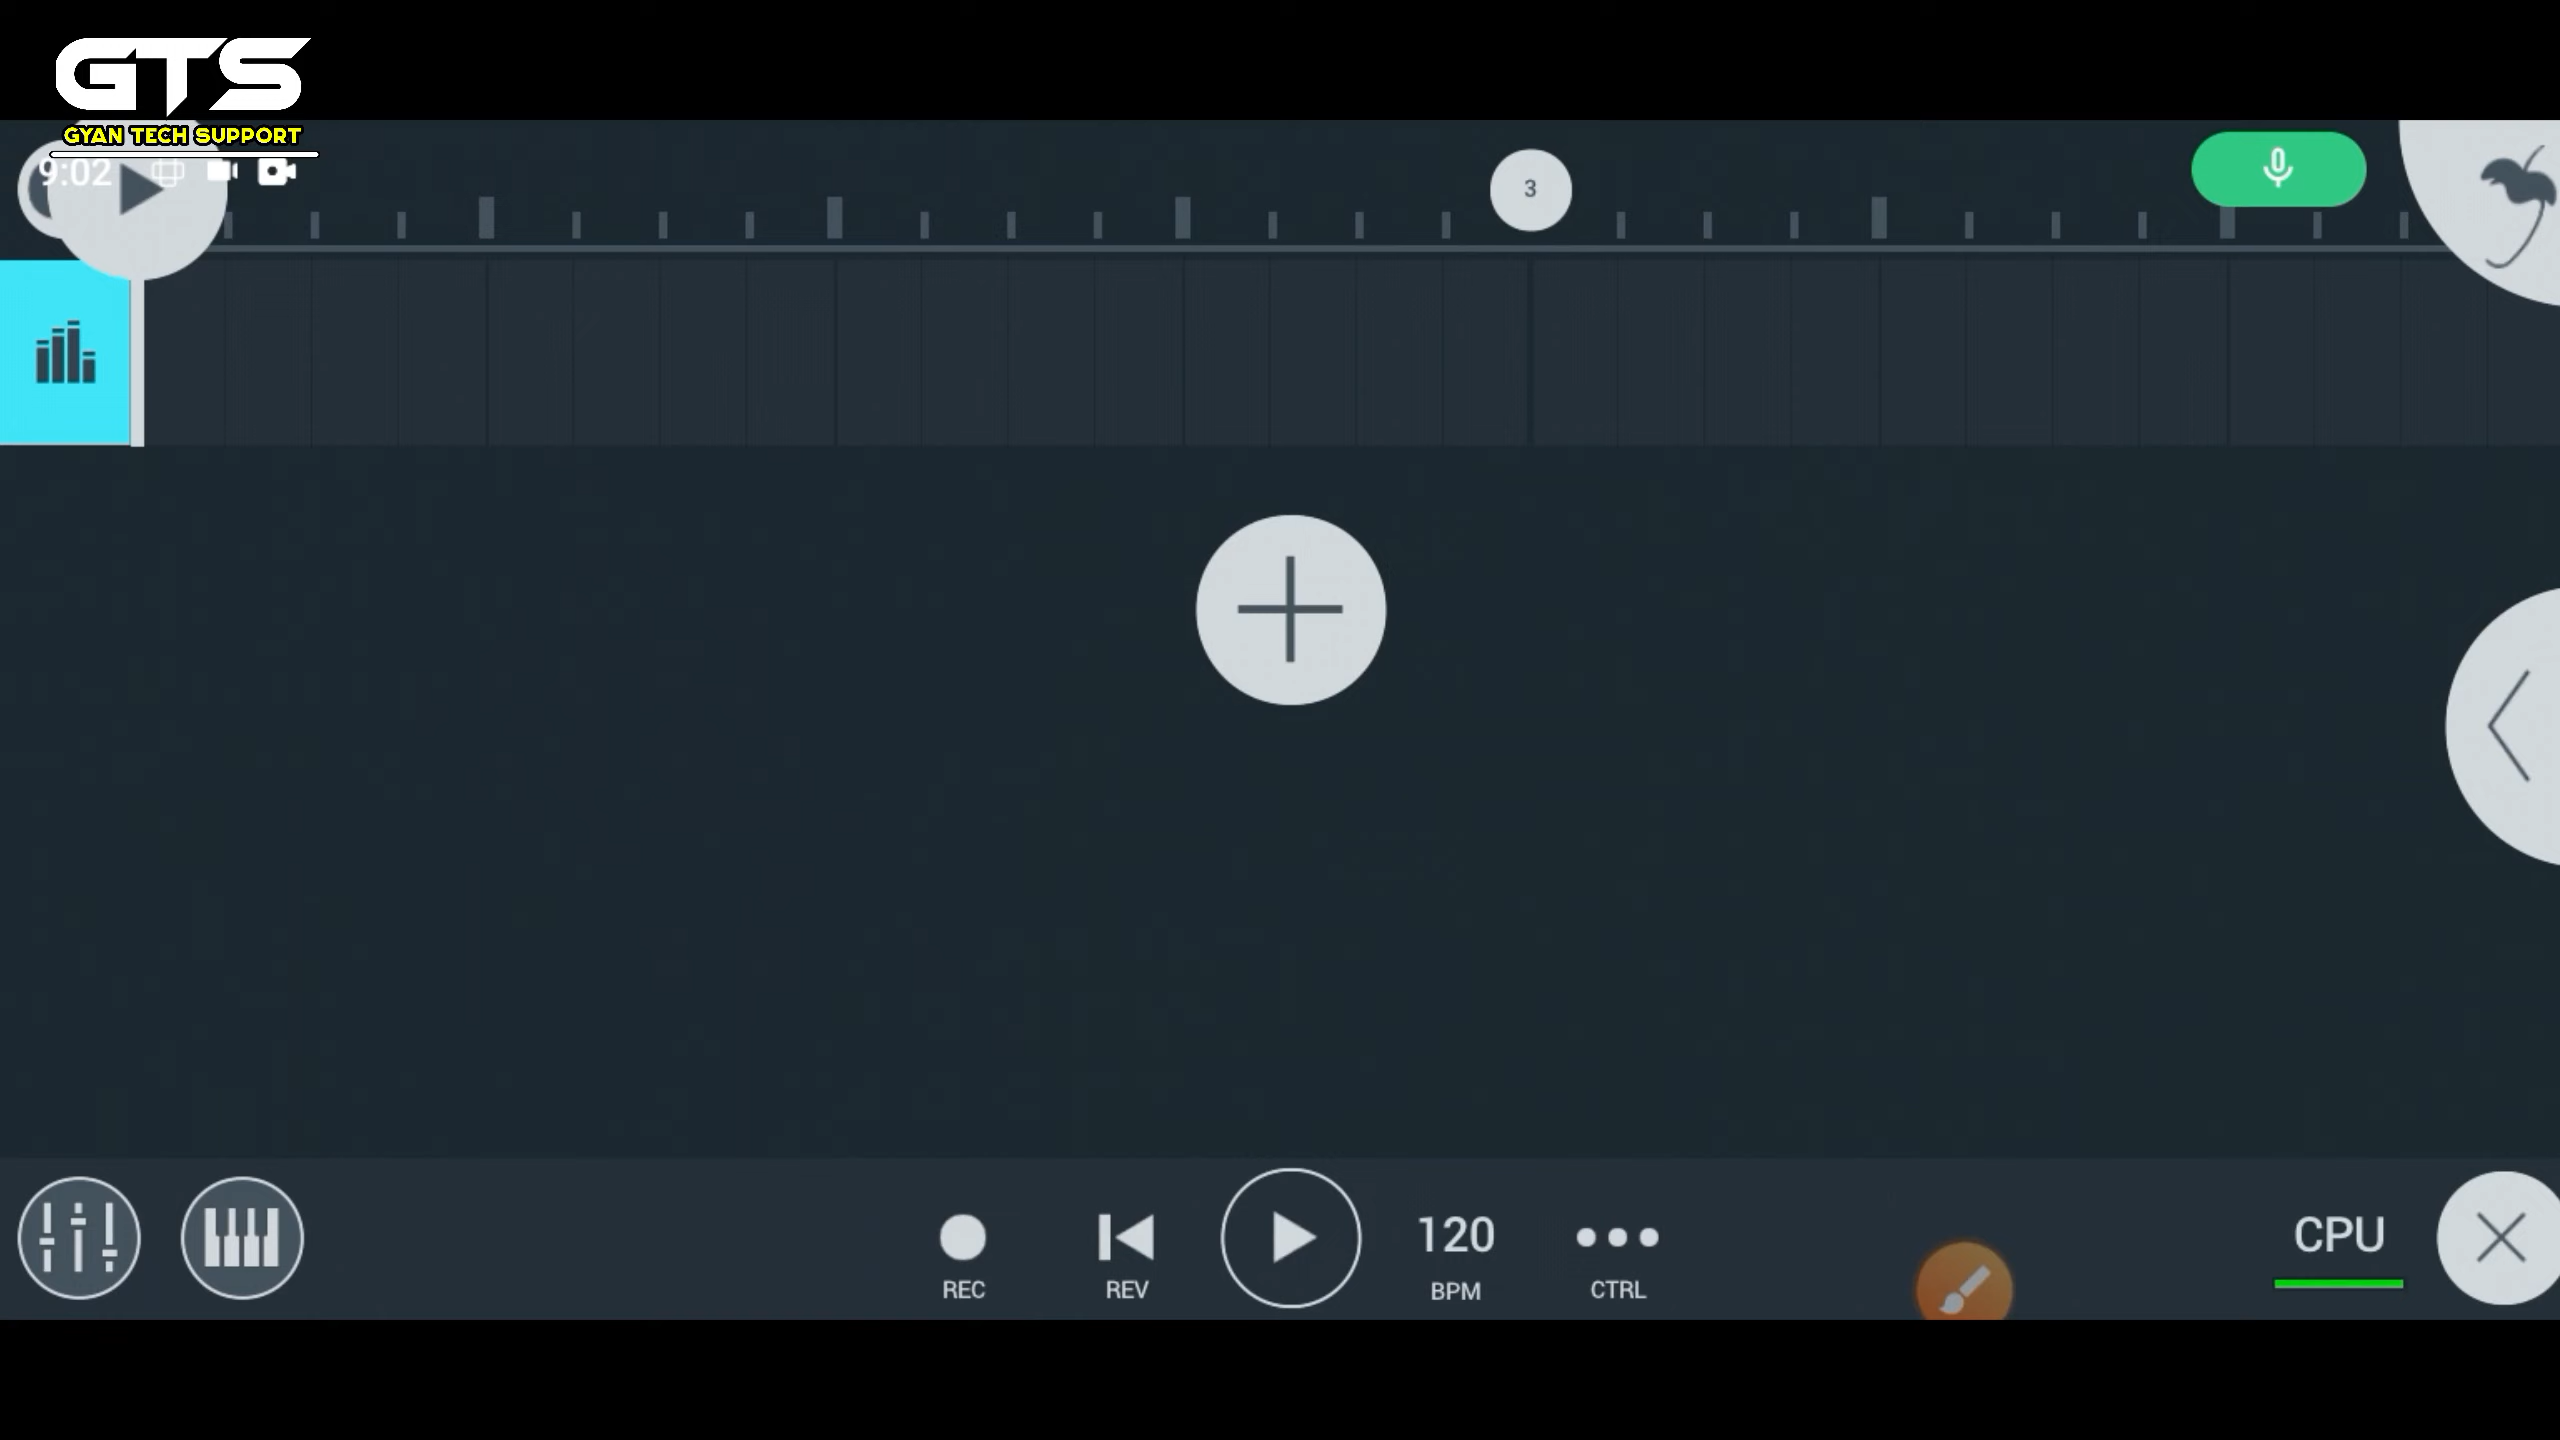 GTS
GYAN TECH SUPPORT
9:02
3
120
CPU
REC
REV
BPM
CTRL